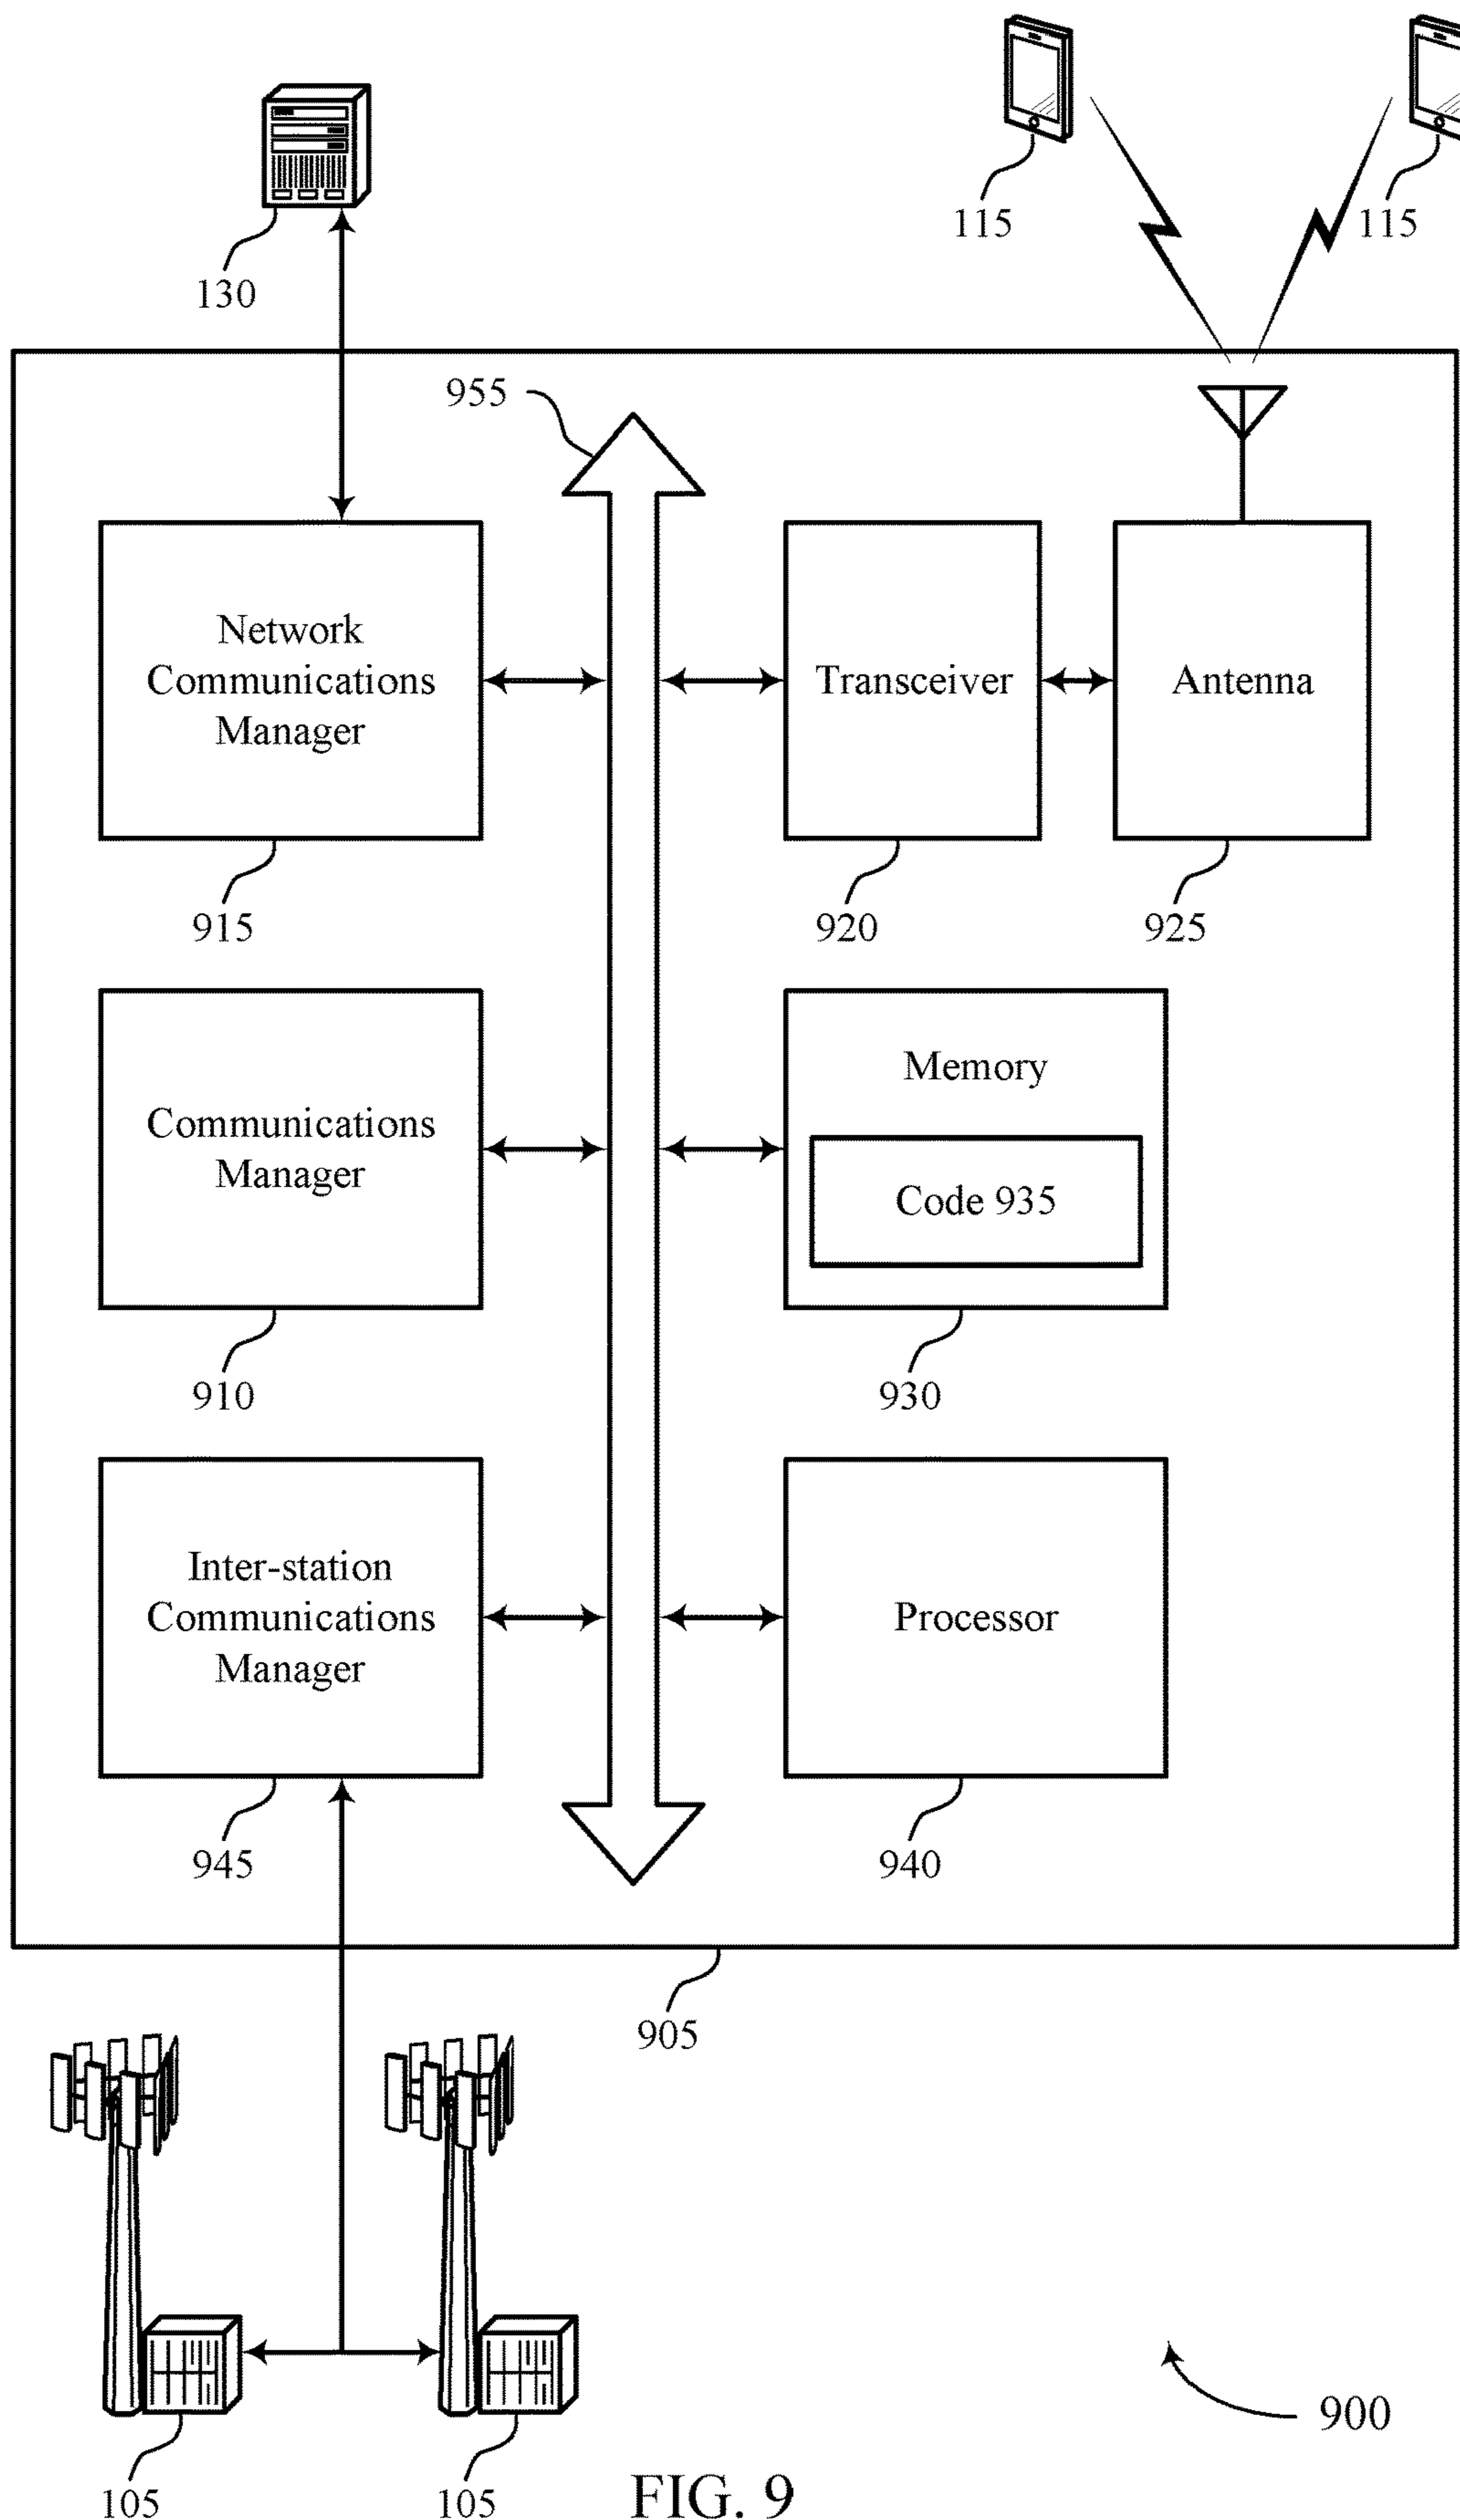 115
115
130
955
Network
Communications
Manager
Transceiver
Antenna
915
920
925
Communications
Manager
Memory
Code 935
910
930
Inter-station
Communications
Manager
Processor
945
940
905
900
105
105
FIG. 9